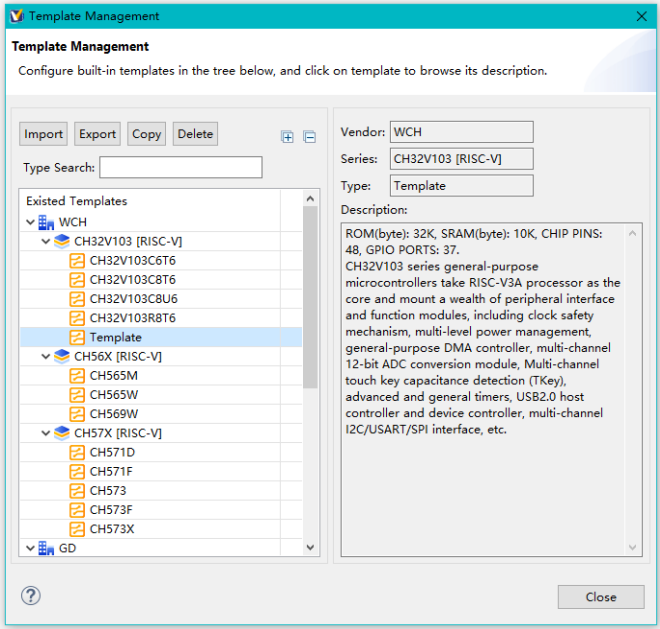 Template Management
Template Management
Configure built-in templates in the tree below, and click on template to browse its description.
Import Export Copy Delete
Type Search:
Existed Templates
WCH
CH32V103 [RISC-V]
CH32V103C6T6
CH32V103C8T6
CH32V103C8U6
CH32V103R8T6
Template
CH56X [RISC-V]
CH565M
CH565W
CH569W
CH57X [RISC-V]
CH571D
CH571F
CH573
CH573F
CH573X
GD
Vendor: WCH
Series: CH32V103 [RISC-V]
Type: Template
Description:
ROM(byte): 32K, SRAM(byte): 10K, CHIP PINS:
48, GPIO PORTS: 37.
CH32V103 series general-purpose
microcontrollers take RISC-V3A processor as the
core and mount a wealth of peripheral interface
and function modules, including clock safety
mechanism, multi-level power management,
general-purpose DMA controller, multi-channel
12-bit ADC conversion module, Multi-channel
touch key capacitance detection (TKey),
advanced and general timers, USB2.0 host
controller and device controller, multi-channel
I2C/USART/SPI interface, etc.
?
Close